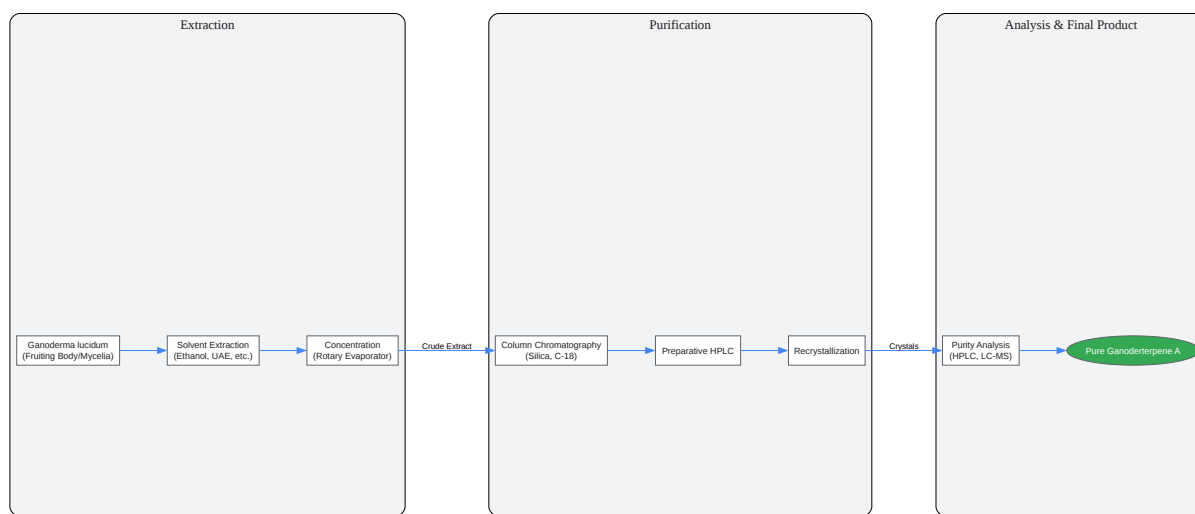 Extraction
Purification
Analysis & Final Product
Ganoderma lucidum
(Fruiting Body/Mycelia)
Solvent Extraction
(Ethanol, UAE, etc.)
Concentration
(Rotary Evaporator)
Crude Extract
Column Chromatography
(Silica, C-18)
Preparative HPLC
Recrystallization
Crystals
Purity Analysis
(HPLC, LC-MS)
Pure Ganoderterpene A